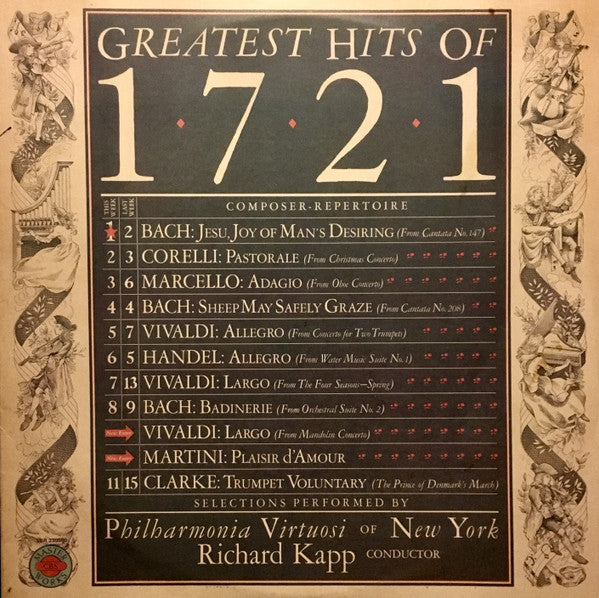 GREATEST HITS OF
1·7·2·1
THIS WEEK LAST WEEK COMPOSER-REPERTOIRE
1 2 BACH: JESU, JOY OF MAN'S DESIRING (From Cantata No. 147)
2 3 CORELLI: PASTORALE (From Christmas Concerto)
3 6 MARCELLO: ADAGIO (From Oboe Concerto)
4 4 BACH: SHEEP MAY SAFELY GRAZE (From Cantata No. 208)
5 7 VIVALDI: ALLEGRO (From Concerto for Two Trumpets)
6 5 HANDEL: ALLEGRO (From Water Music Suite No. 1)
7 13 VIVALDI: LARGO (From The Four Seasons—Spring)
8 9 BACH: BADINERIE (From Orchestral Suite No. 2)
New Entry VIVALDI: LARGO (From Mandolin Concerto)
New Entry MARTINI: PLAISIR D'AMOUR
11 15 CLARKE: TRUMPET VOLUNTARY (The Prince of Denmark's March)
SELECTIONS PERFORMED BY
Philharmonia Virtuosi OF New York
Richard Kapp CONDUCTOR
MASTER
CBS
WORKS